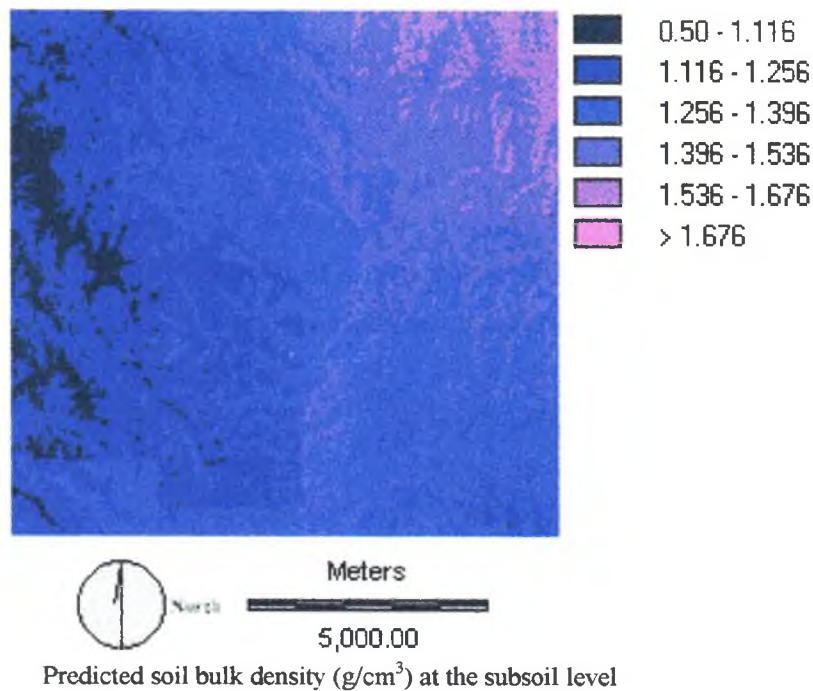 0.50 - 1.116
1.116 - 1.256
1.256 - 1.396
1.396 - 1.536
1.536 - 1.676
> 1.676
North
Meters
5,000.00
Predicted soil bulk density (g/cm³) at the subsoil level